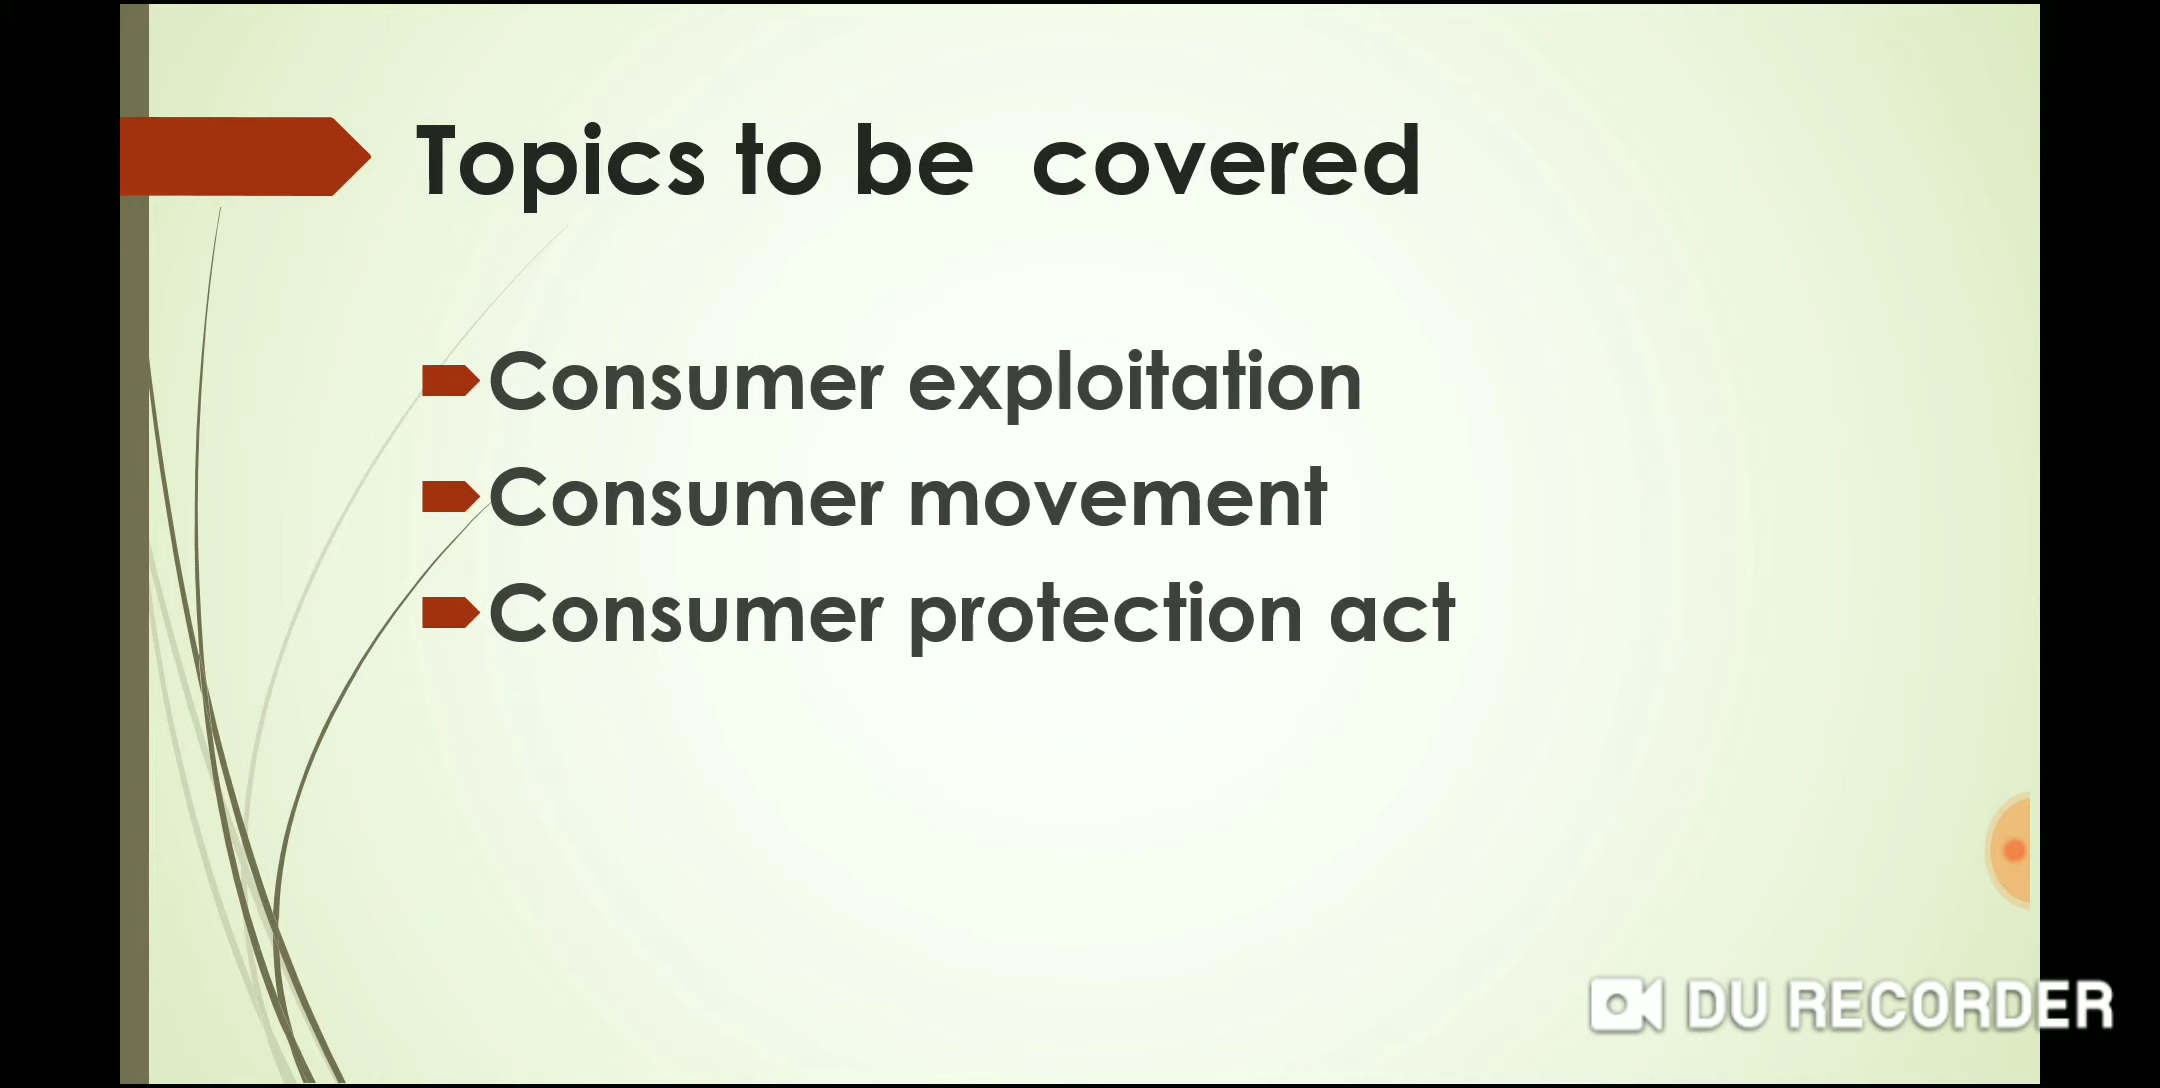 Topics to be covered
Consumer exploitation
Consumer movement
Consumer protection act
DU RECORDER